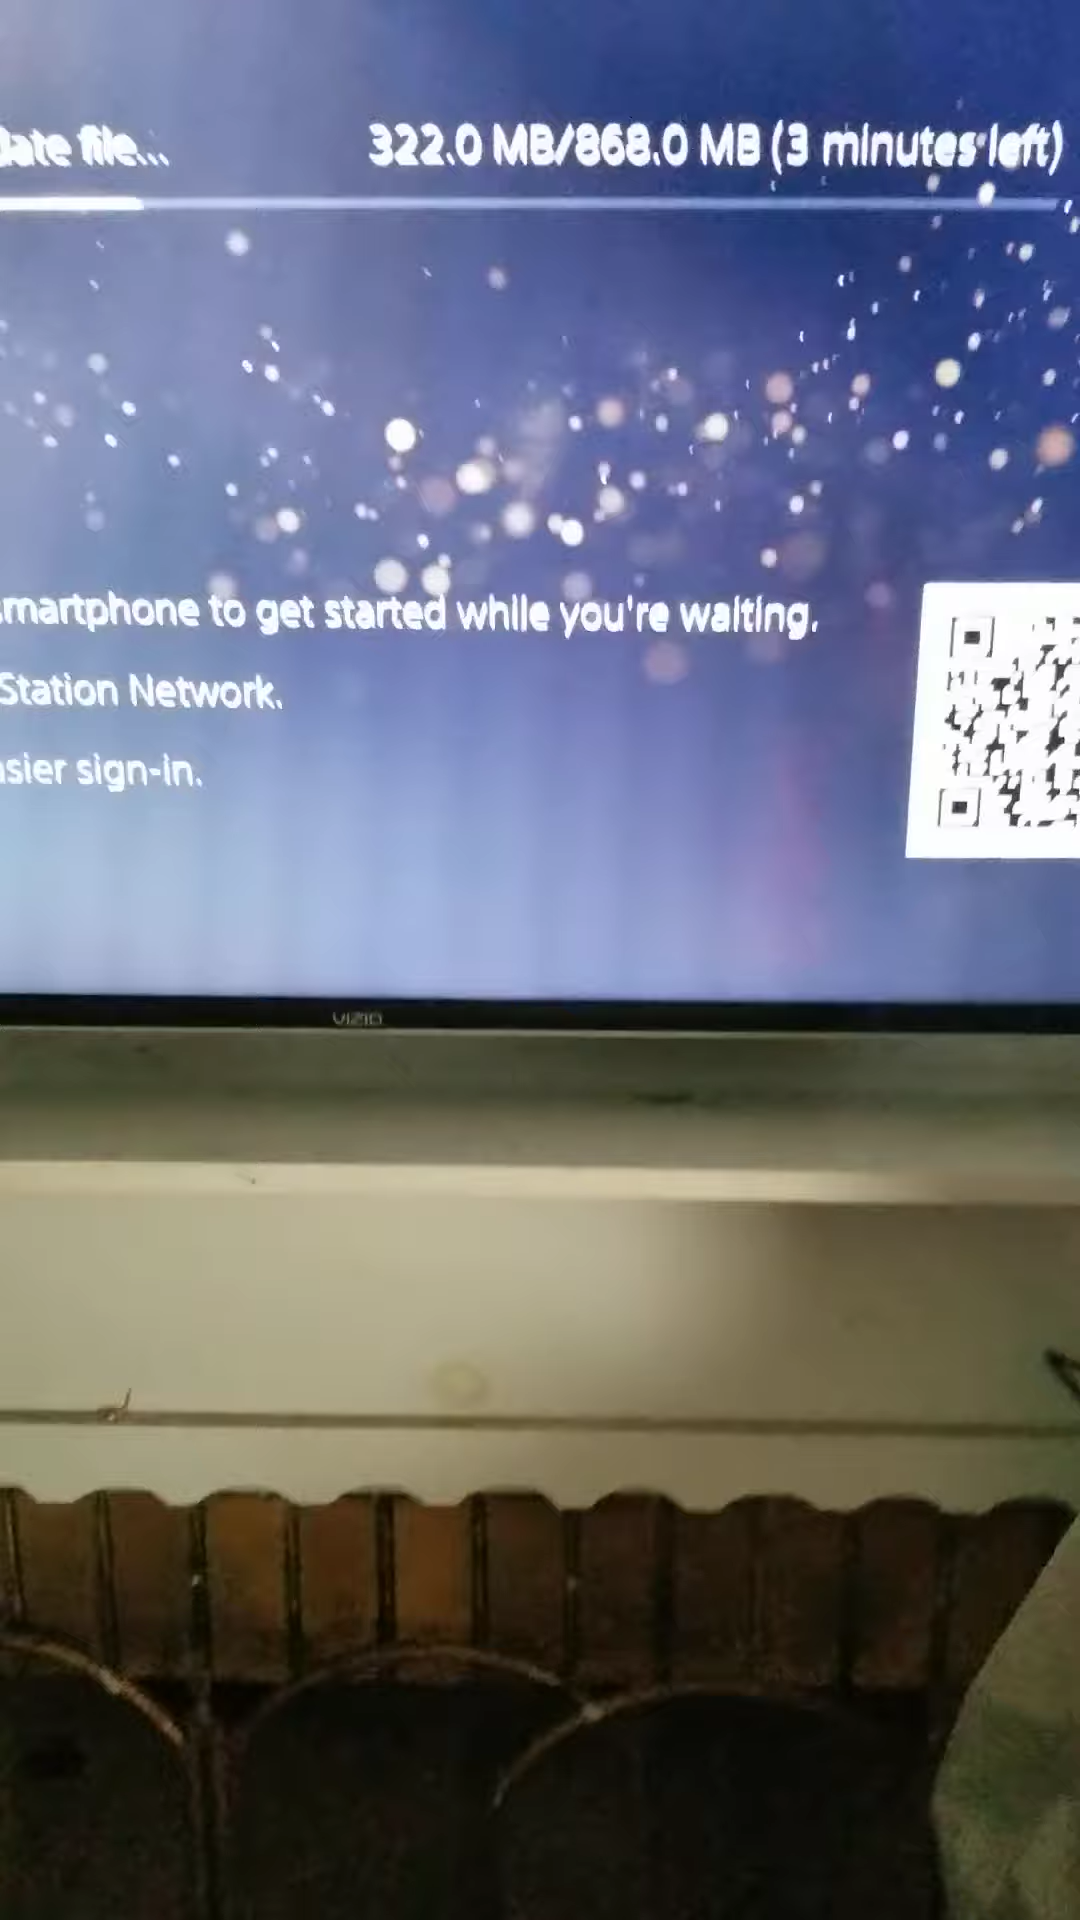 date file... 322.0 MB/868.0 MB (3 minutes left)
smartphone to get started while you're waiting.
Station Network.
asier sign-in.
VIZIO